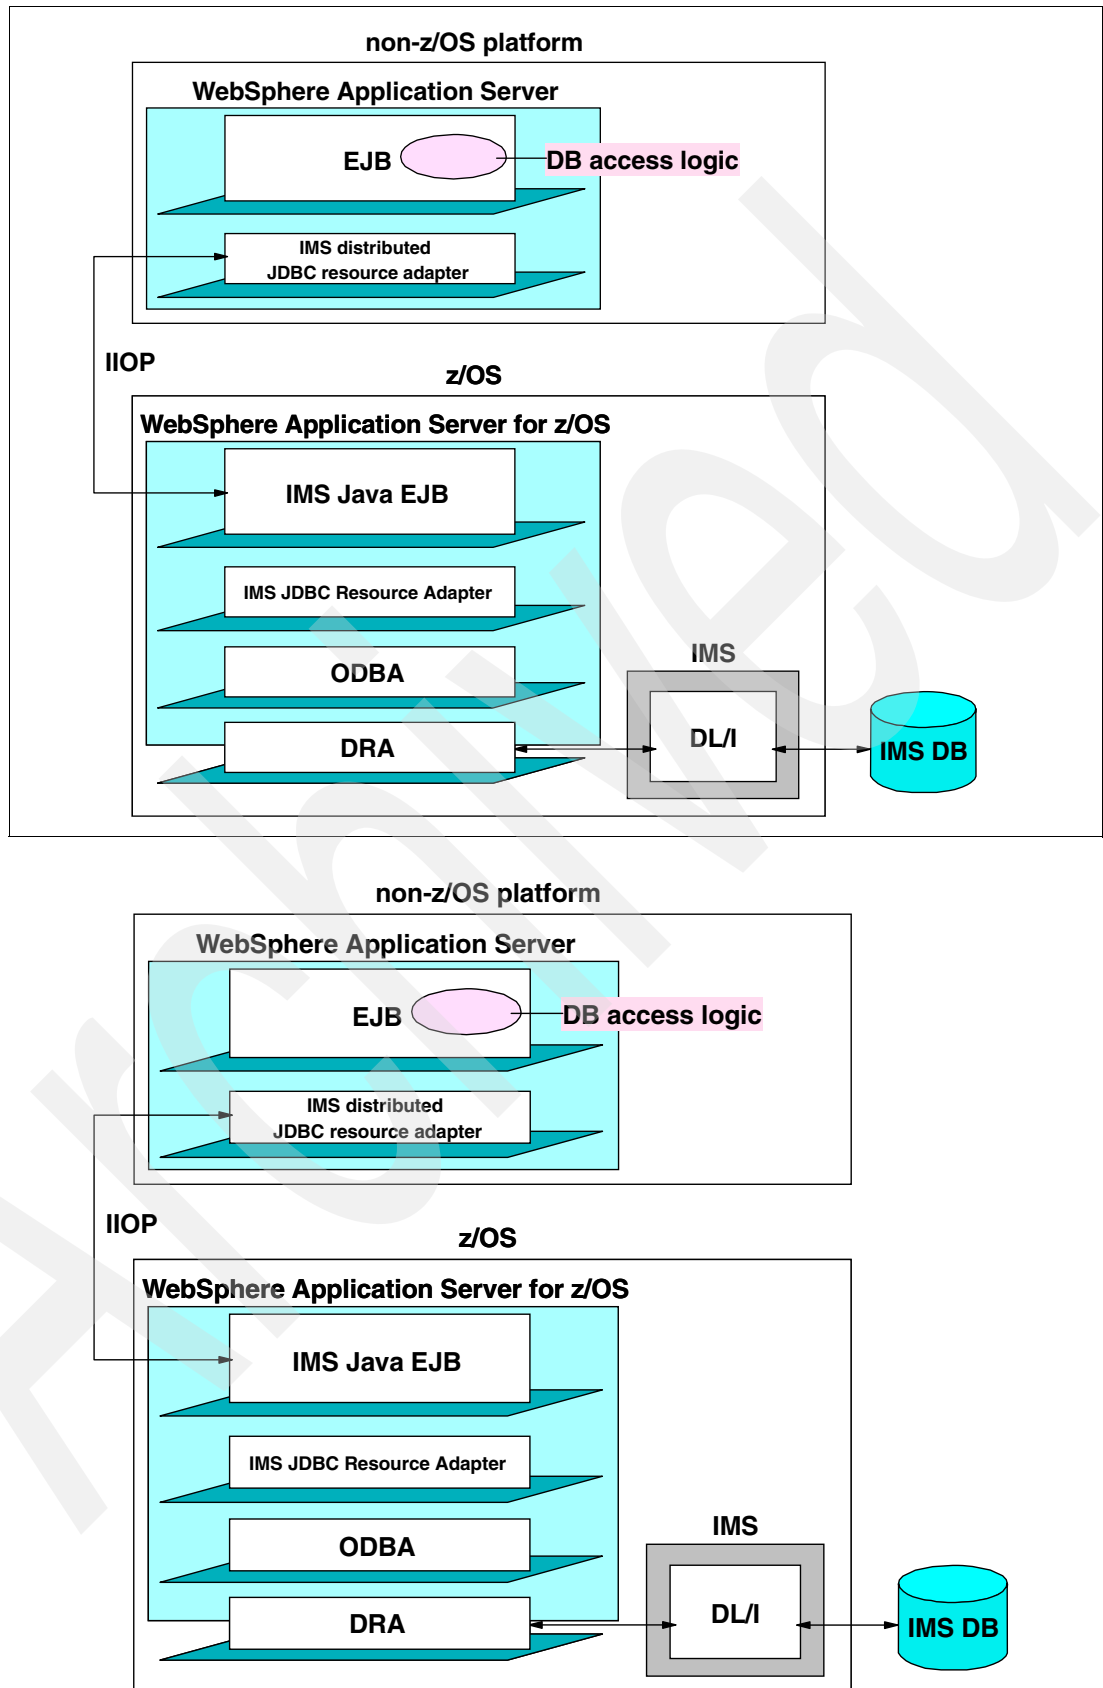 non-z/OS platform
WebSphere Application Server
EJB
DB access logic
IMS distributed
JDBC resource adapter
IIOP
z/OS
WebSphere Application Server for z/OS
IMS Java EJB
IMS JDBC Resource Adapter
ODBA
IMS
DRA
DL/I
IMS DB
non-z/OS platform
WebSphere Application Server
EJB
DB access logic
IMS distributed
JDBC resource adapter
IIOP
z/OS
WebSphere Application Server for z/OS
IMS Java EJB
IMS JDBC Resource Adapter
IMS
ODBA
DRA
DL/I
IMS DB
Archived